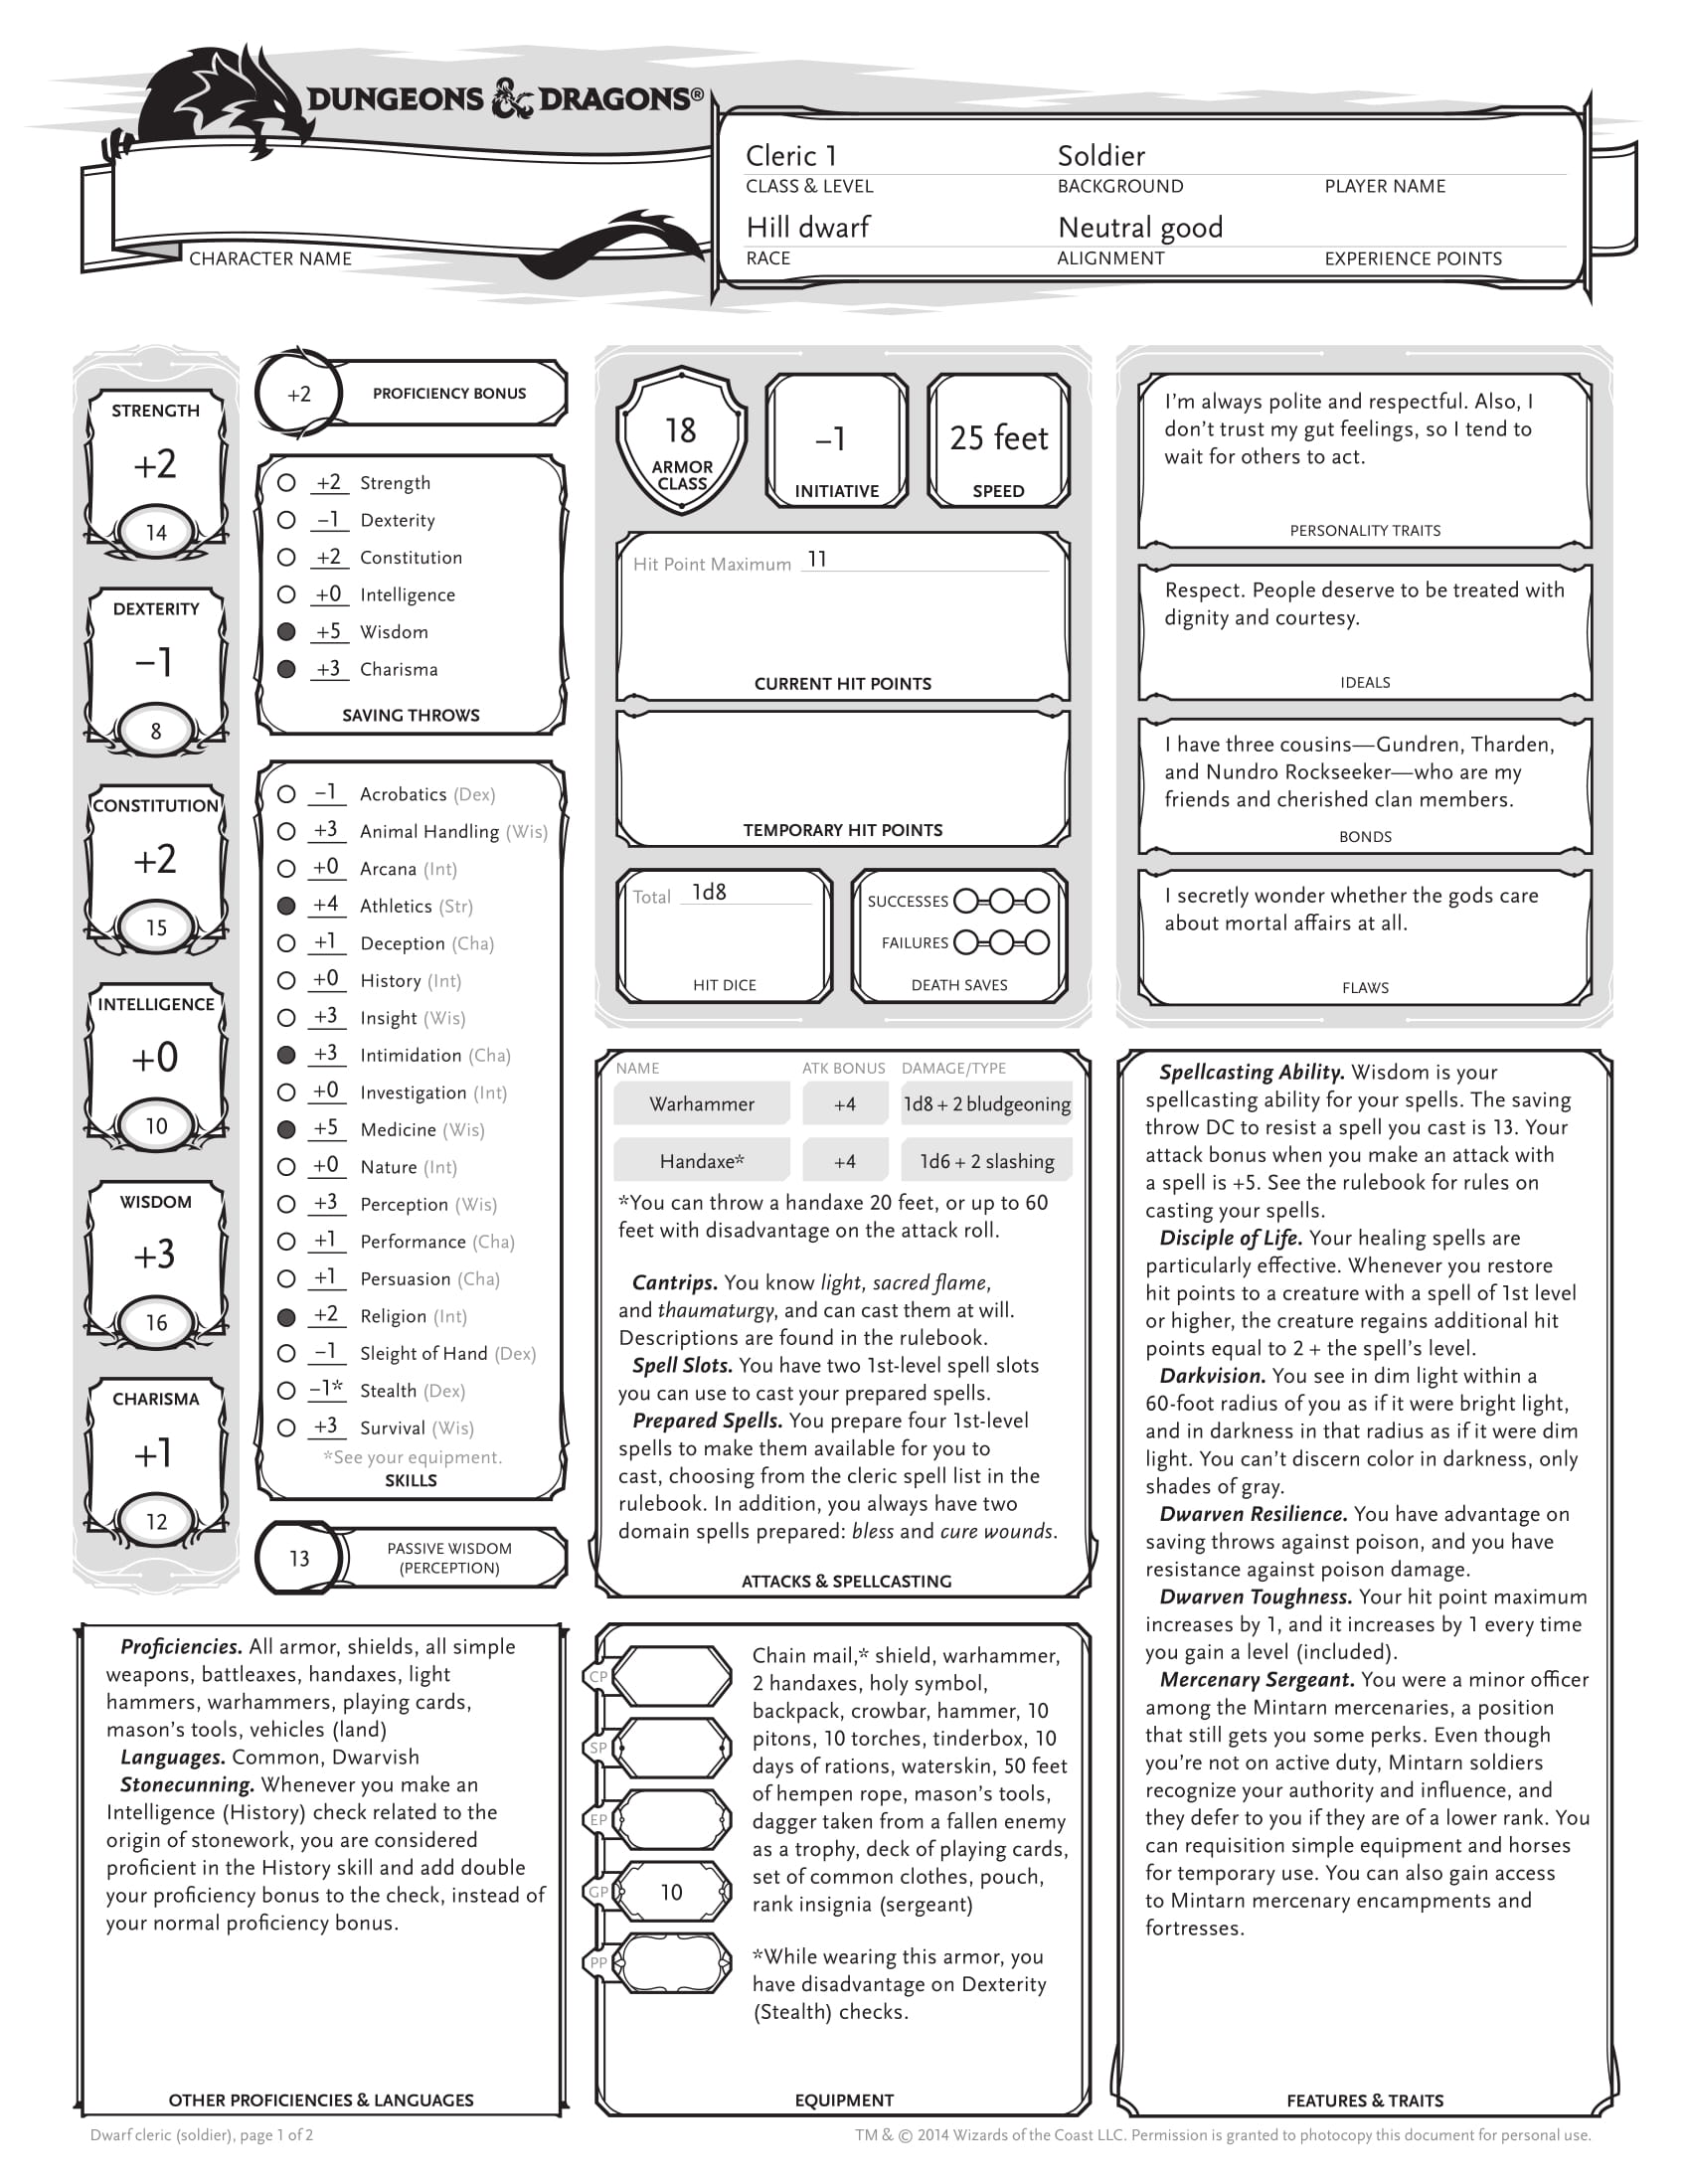 DUNGEONS & DRAGONS®
CHARACTER NAME
Cleric 1
CLASS & LEVEL
Soldier
BACKGROUND
PLAYER NAME
Hill dwarf
RACE
Neutral good
ALIGNMENT
EXPERIENCE POINTS
STRENGTH
+2
14
DEXTERITY
–1
8
CONSTITUTION
+2
15
INTELLIGENCE
+0
10
WISDOM
+3
16
CHARISMA
+1
12
+2 PROFICIENCY BONUS
+2 Strength
–1 Dexterity
+2 Constitution
+0 Intelligence
+5 Wisdom
+3 Charisma
SAVING THROWS
–1 Acrobatics (Dex)
+3 Animal Handling (Wis)
+0 Arcana (Int)
+4 Athletics (Str)
+1 Deception (Cha)
+0 History (Int)
+3 Insight (Wis)
+3 Intimidation (Cha)
+0 Investigation (Int)
+5 Medicine (Wis)
+0 Nature (Int)
+3 Perception (Wis)
+1 Performance (Cha)
+1 Persuasion (Cha)
+2 Religion (Int)
–1 Sleight of Hand (Dex)
–1* Stealth (Dex)
+3 Survival (Wis)
*See your equipment.
SKILLS
13
PASSIVE WISDOM
(PERCEPTION)
Proficiencies. All armor, shields, all simple
weapons, battleaxes, handaxes, light
hammers, warhammers, playing cards,
mason's tools, vehicles (land)
Languages. Common, Dwarvish
Stonecunning. Whenever you make an
Intelligence (History) check related to the
origin of stonework, you are considered
proficient in the History skill and add double
your proficiency bonus to the check, instead of
your normal proficiency bonus.
OTHER PROFICIENCIES & LANGUAGES
18
ARMOR
CLASS
–1
INITIATIVE
25 feet
SPEED
Hit Point Maximum 11
CURRENT HIT POINTS
TEMPORARY HIT POINTS
Total 1d8
HIT DICE
SUCCESSES
FAILURES
DEATH SAVES
NAME ATK BONUS DAMAGE/TYPE
Warhammer +4 1d8 + 2 bludgeoning
Handaxe* +4 1d6 + 2 slashing
*You can throw a handaxe 20 feet, or up to 60
feet with disadvantage on the attack roll.
Cantrips. You know light, sacred flame,
and thaumaturgy, and can cast them at will.
Descriptions are found in the rulebook.
Spell Slots. You have two 1st-level spell slots
you can use to cast your prepared spells.
Prepared Spells. You prepare four 1st-level
spells to make them available for you to
cast, choosing from the cleric spell list in the
rulebook. In addition, you always have two
domain spells prepared: bless and cure wounds.
ATTACKS & SPELLCASTING
CP
SP
EP
GP 10
PP
Chain mail,* shield, warhammer,
2 handaxes, holy symbol,
backpack, crowbar, hammer, 10
pitons, 10 torches, tinderbox, 10
days of rations, waterskin, 50 feet
of hempen rope, mason's tools,
dagger taken from a fallen enemy
as a trophy, deck of playing cards,
set of common clothes, pouch,
rank insignia (sergeant)
*While wearing this armor, you
have disadvantage on Dexterity
(Stealth) checks.
EQUIPMENT
I'm always polite and respectful. Also, I
don't trust my gut feelings, so I tend to
wait for others to act.
PERSONALITY TRAITS
Respect. People deserve to be treated with
dignity and courtesy.
IDEALS
I have three cousins—Gundren, Tharden,
and Nundro Rockseeker—who are my
friends and cherished clan members.
BONDS
I secretly wonder whether the gods care
about mortal affairs at all.
FLAWS
Spellcasting Ability. Wisdom is your
spellcasting ability for your spells. The saving
throw DC to resist a spell you cast is 13. Your
attack bonus when you make an attack with
a spell is +5. See the rulebook for rules on
casting your spells.
Disciple of Life. Your healing spells are
particularly effective. Whenever you restore
hit points to a creature with a spell of 1st level
or higher, the creature regains additional hit
points equal to 2 + the spell's level.
Darkvision. You see in dim light within a
60-foot radius of you as if it were bright light,
and in darkness in that radius as if it were dim
light. You can't discern color in darkness, only
shades of gray.
Dwarven Resilience. You have advantage on
saving throws against poison, and you have
resistance against poison damage.
Dwarven Toughness. Your hit point maximum
increases by 1, and it increases by 1 every time
you gain a level (included).
Mercenary Sergeant. You were a minor officer
among the Mintarn mercenaries, a position
that still gets you some perks. Even though
you're not on active duty, Mintarn soldiers
recognize your authority and influence, and
they defer to you if they are of a lower rank. You
can requisition simple equipment and horses
for temporary use. You can also gain access
to Mintarn mercenary encampments and
fortresses.
FEATURES & TRAITS
Dwarf cleric (soldier), page 1 of 2
TM & © 2014 Wizards of the Coast LLC. Permission is granted to photocopy this document for personal use.